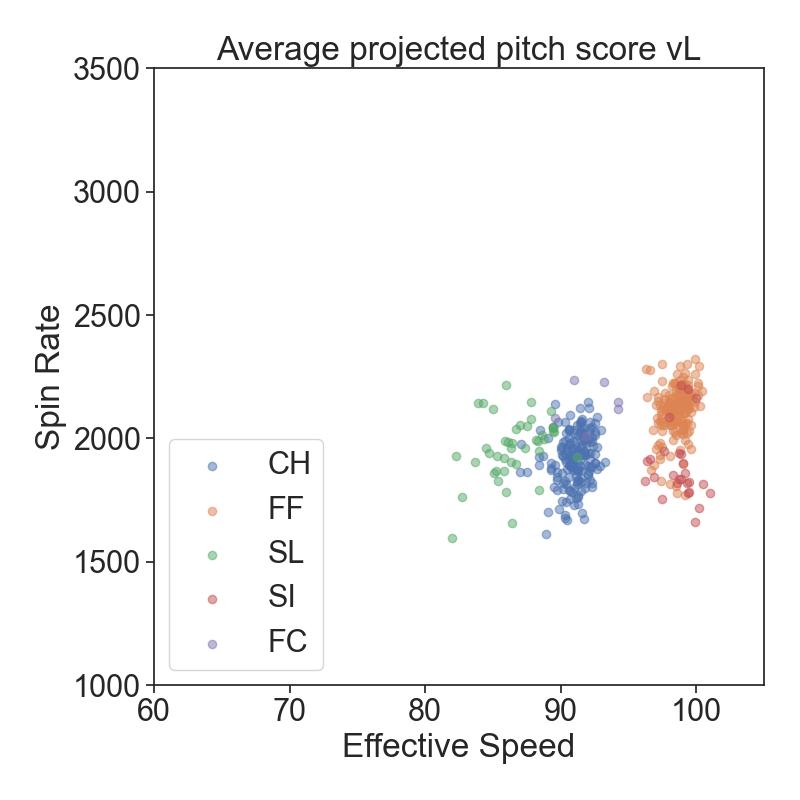 Average projected pitch score vL
3500
3000
2500
2000
1500
1000
Spin Rate
CH
FF
SL
SI
FC
60 70 80 90 100
Effective Speed